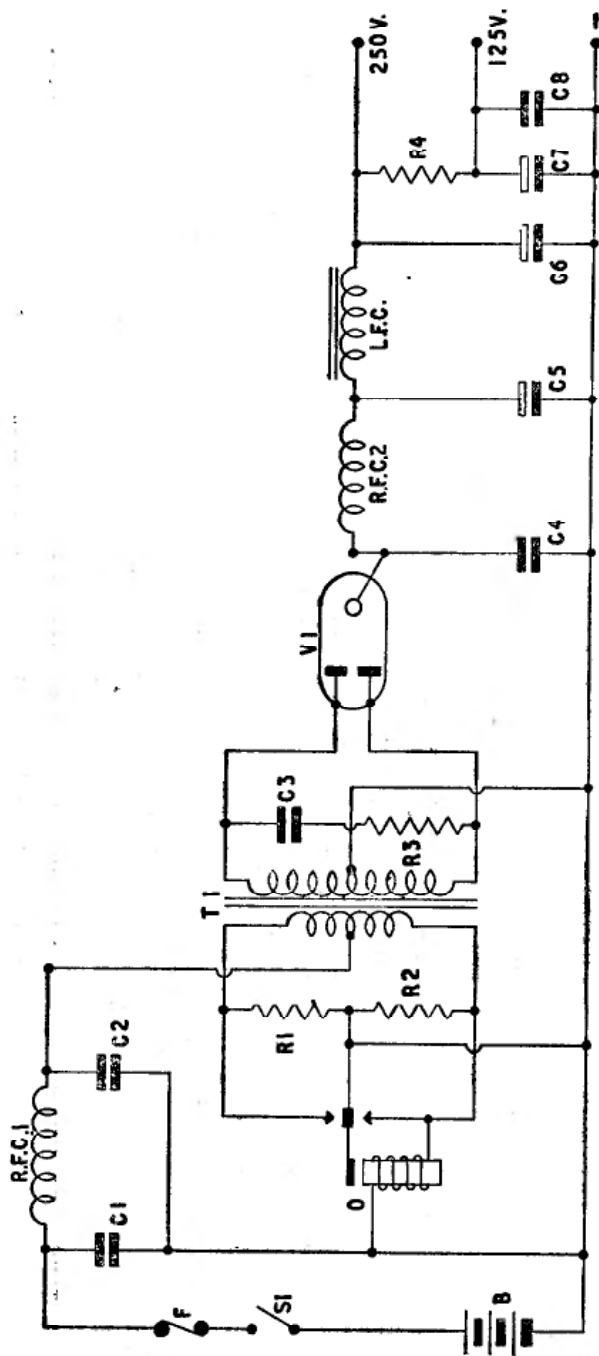 R.F.C.1
C1
C2
F
S1
B
T1
R1
R2
O
C3
R3
V1
R.F.C.2
L.F.C.
R4
C4
C5
C6
C7
C8
250V.
125V.
–